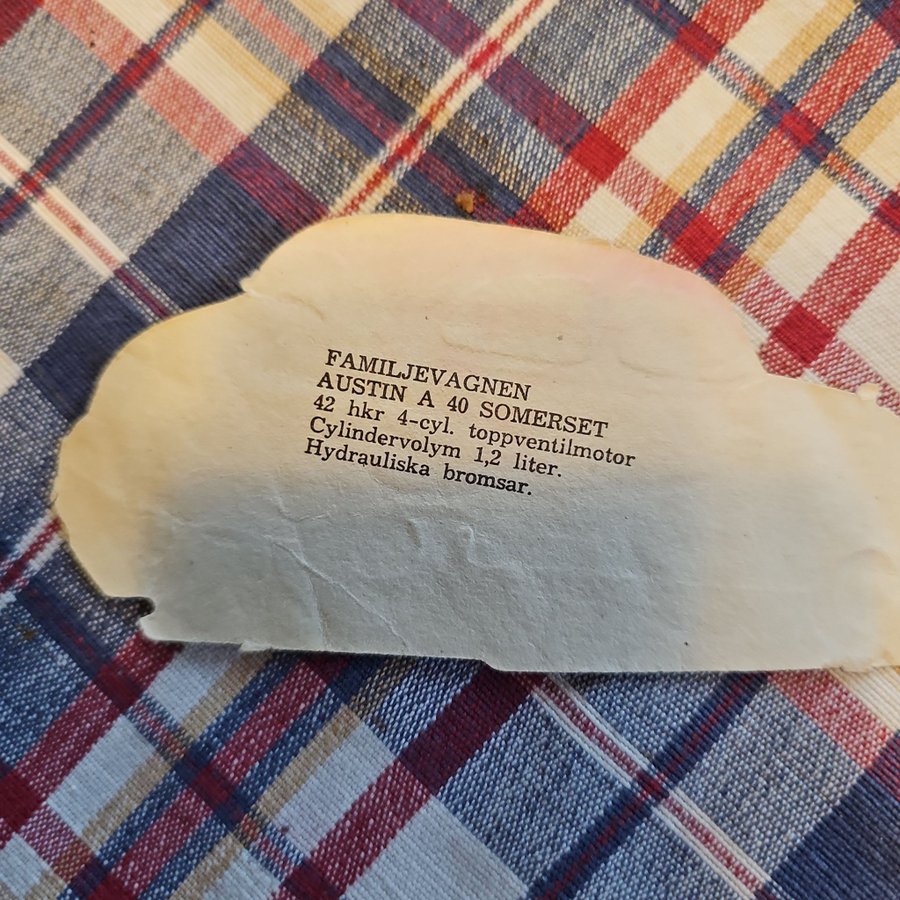 FAMILJEVAGNEN
AUSTIN A 40 SOMERSET
42 hkr 4-cyl. toppventilmotor
Cylindervolym 1,2 liter.
Hydrauliska bromsar.